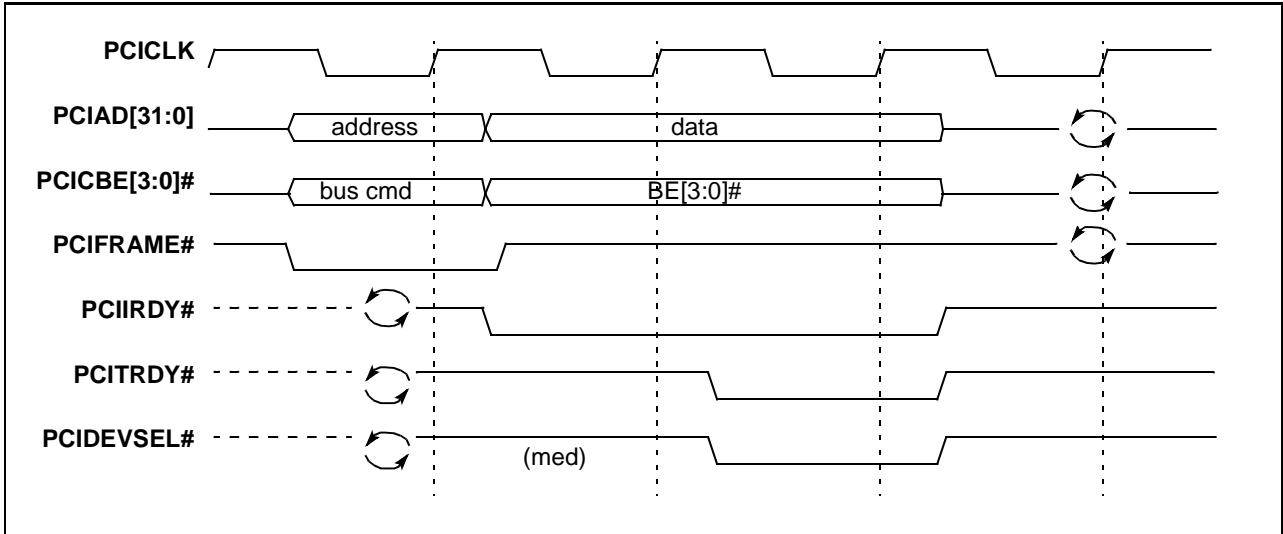 PCICLK
PCIAD[31:0]
address
data
PCICBE[3:0]#
bus cmd
BE[3:0]#
PCIFRAME#
PCIIRDY#
PCITRDY#
PCIDEVSEL#
(med)